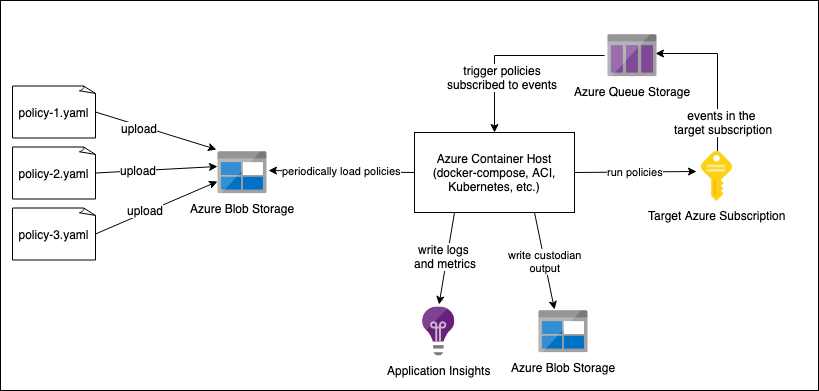 policy-1.yaml
policy-2.yaml
policy-3.yaml
upload
upload
upload
Azure Blob Storage
periodically load policies
trigger policies
subscribed to events
Azure Queue Storage
events in the
target subscription
Azure Container Host
(docker-compose, ACI,
Kubernetes, etc.)
run policies
Target Azure Subscription
write logs
and metrics
write custodian
output
Application Insights
Azure Blob Storage